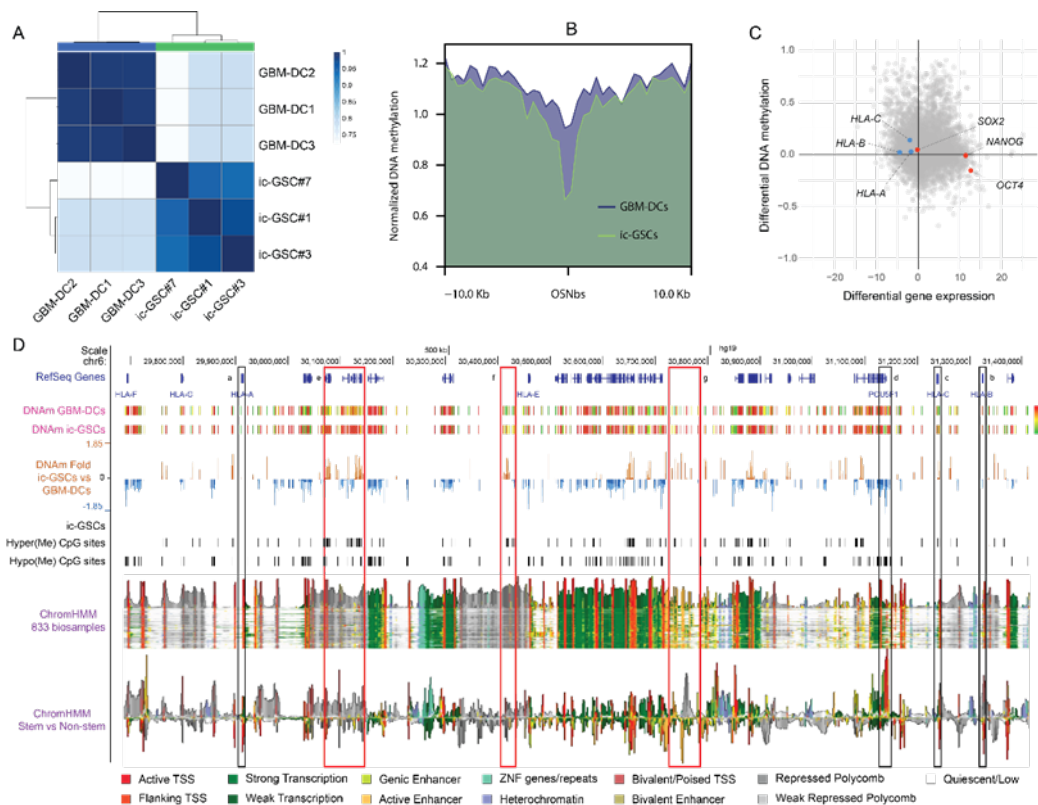 A
1
0.95
0.9
0.85
0.8
0.75
GBM-DC2
GBM-DC1
GBM-DC3
ic-GSC#7
ic-GSC#1
ic-GSC#3
GBM-DC2
GBM-DC1
GBM-DC3
ic-GSC#7
ic-GSC#1
ic-GSC#3
B
Normalized DNA methylation
1.2
1.0
0.8
0.6
0.4
GBM-DCs
ic-GSCs
−10.0 Kb
OSNbs
10.0 Kb
C
Differential DNA methylation
1.0
0.5
0.0
−0.5
−1.0
HLA-C
HLA-B
HLA-A
SOX2
NANOG
OCT4
−20
−10
0
10
20
Differential gene expression
D
Scale
500 kb
hg19
chr6:
29,800,000
29,900,000
30,000,000
30,100,000
30,200,000
30,300,000
30,400,000
30,500,000
30,600,000
30,700,000
30,800,000
30,900,000
31,000,000
31,100,000
31,200,000
31,300,000
31,400,000
RefSeq Genes
a
e
f
g
d
c
b
HLA-F
HLA-G
HLA-A
HLA-E
POU5F1
HLA-C
HLA-B
DNAm GBM-DCs
DNAm ic-GSCs
1.85
DNAm Fold
ic-GSCs vs
GBM-DCs
0
-1.85
ic-GSCs
Hyper(Me) CpG sites
Hypo(Me) CpG sites
ChromHMM
833 biosamples
ChromHMM
Stem vs Non-stem
Active TSS
Strong Transcription
Genic Enhancer
ZNF genes/repeats
Bivalent/Poised TSS
Repressed Polycomb
Quiescent/Low
Flanking TSS
Weak Transcription
Active Enhancer
Heterochromatin
Bivalent Enhancer
Weak Repressed Polycomb